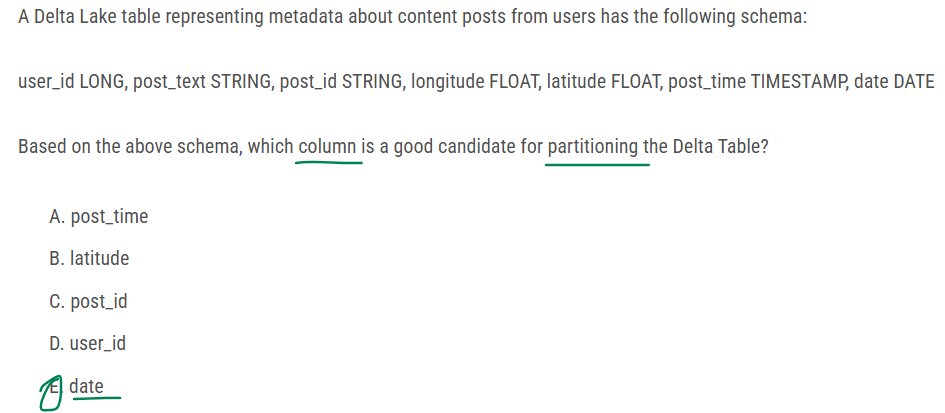 A Delta Lake table representing metadata about content posts from users has the following schema:
user_id LONG, post_text STRING, post_id STRING, longitude FLOAT, latitude FLOAT, post_time TIMESTAMP, date DATE
Based on the above schema, which column is a good candidate for partitioning the Delta Table?
A. post_time
B. latitude
C. post_id
D. user_id
E. date